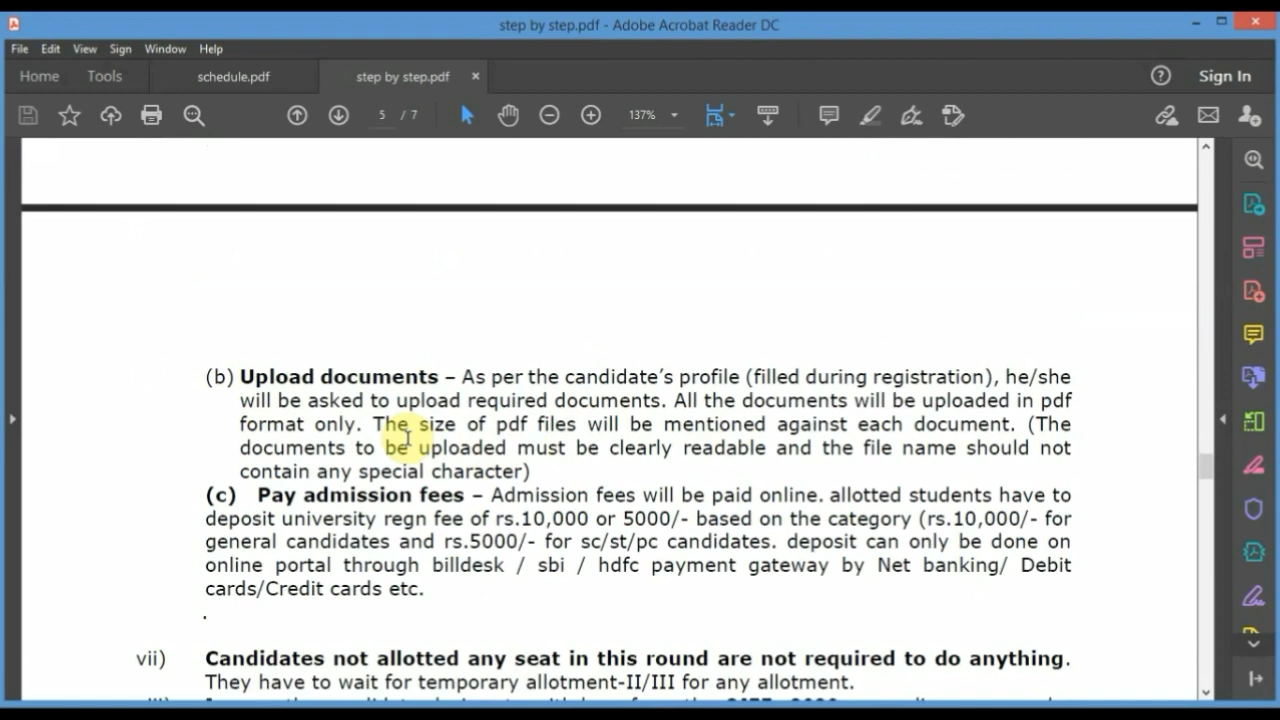 step by step.pdf - Adobe Acrobat Reader DC
File Edit View Sign Window Help
Home Tools schedule.pdf step by step.pdf × Sign In
5 / 7 137%
(b) Upload documents – As per the candidate’s profile (filled during registration), he/she
will be asked to upload required documents. All the documents will be uploaded in pdf
format only. The size of pdf files will be mentioned against each document. (The
documents to be uploaded must be clearly readable and the file name should not
contain any special character)
(c) Pay admission fees – Admission fees will be paid online. allotted students have to
deposit university regn fee of rs.10,000 or 5000/- based on the category (rs.10,000/- for
general candidates and rs.5000/- for sc/st/pc candidates. deposit can only be done on
online portal through billdesk / sbi / hdfc payment gateway by Net banking/ Debit
cards/Credit cards etc.
.
vii) Candidates not allotted any seat in this round are not required to do anything.
They have to wait for temporary allotment-II/III for any allotment.